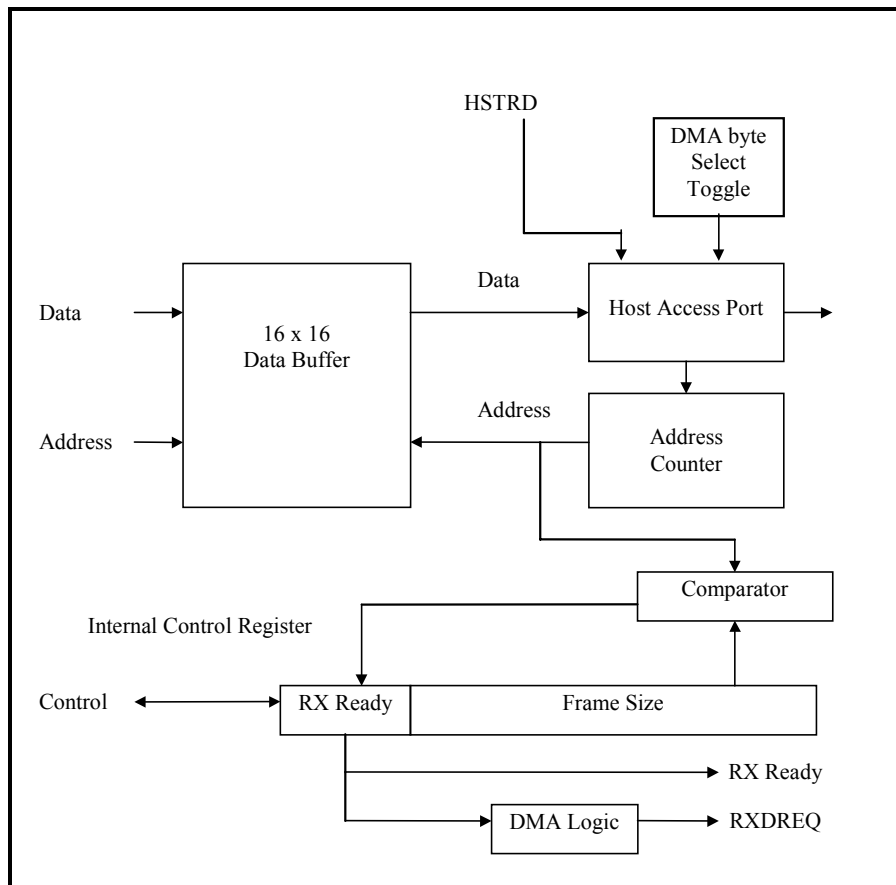 HSTRD
DMA byte
Select
Toggle
Data
Data
Host Access Port
16 x 16
Data Buffer
Address
Address
Address
Counter
Comparator
Internal Control Register
Control
RX Ready
Frame Size
RX Ready
DMA Logic
RXDREQ